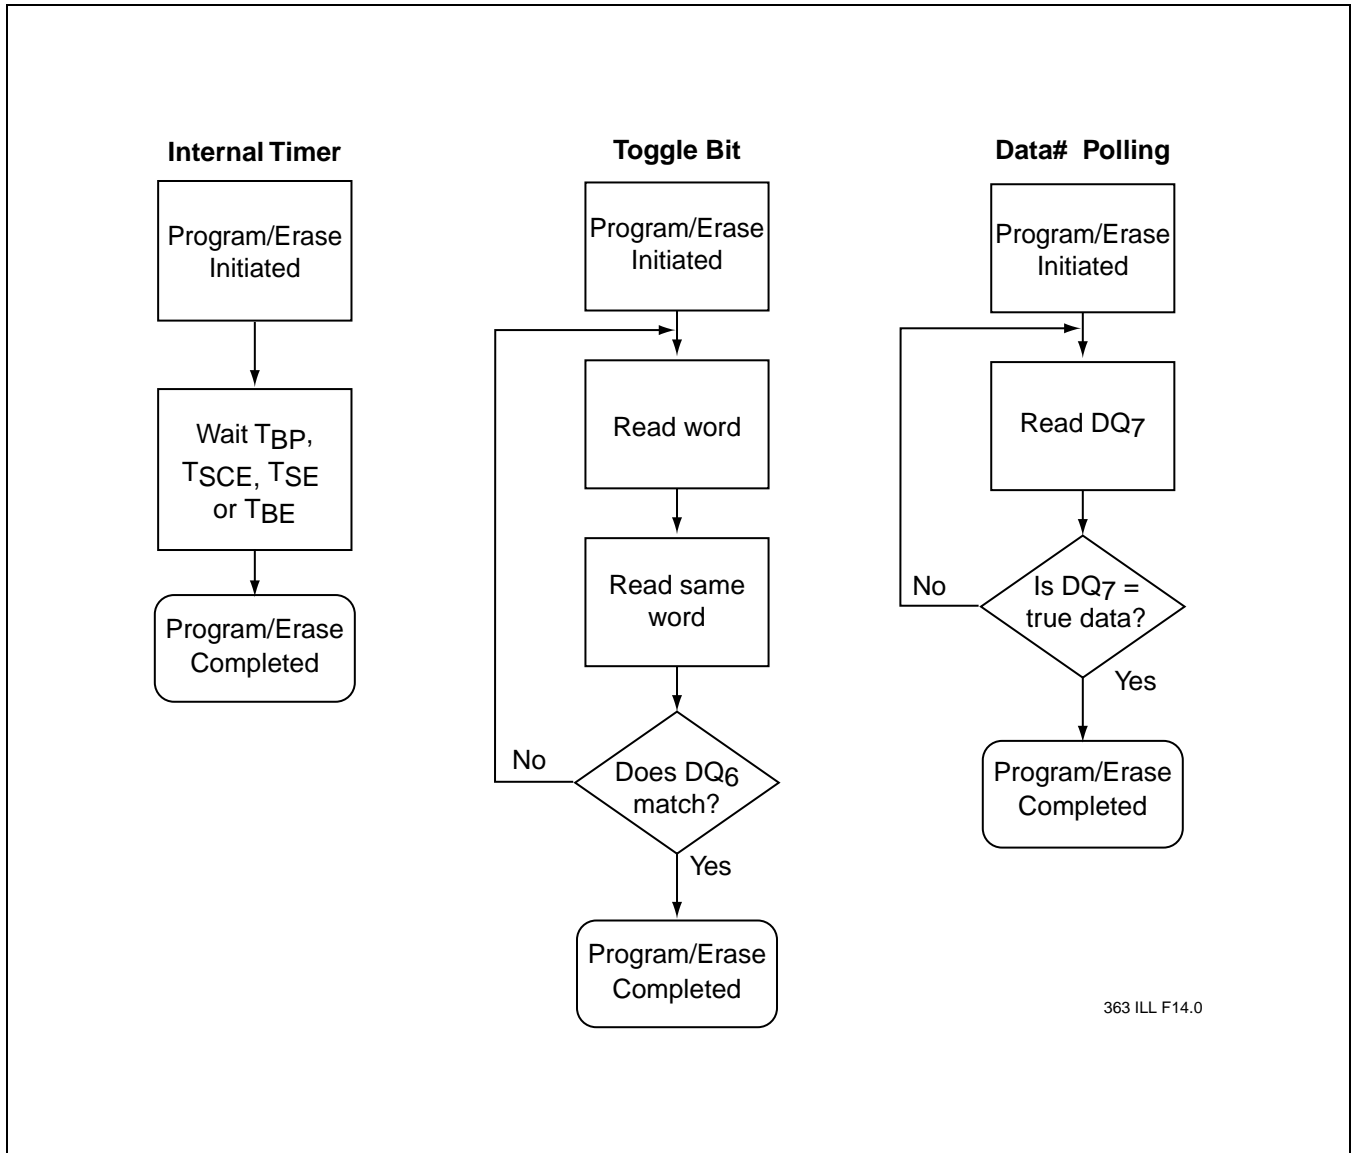 Internal Timer
Program/Erase
Initiated
Wait TBP,
TSCE, TSE
or TBE
Program/Erase
Completed
Toggle Bit
Program/Erase
Initiated
Read word
Read same
word
Does DQ6
match?
No
Yes
Program/Erase
Completed
Data# Polling
Program/Erase
Initiated
Read DQ7
Is DQ7 =
true data?
No
Yes
Program/Erase
Completed
363 ILL F14.0